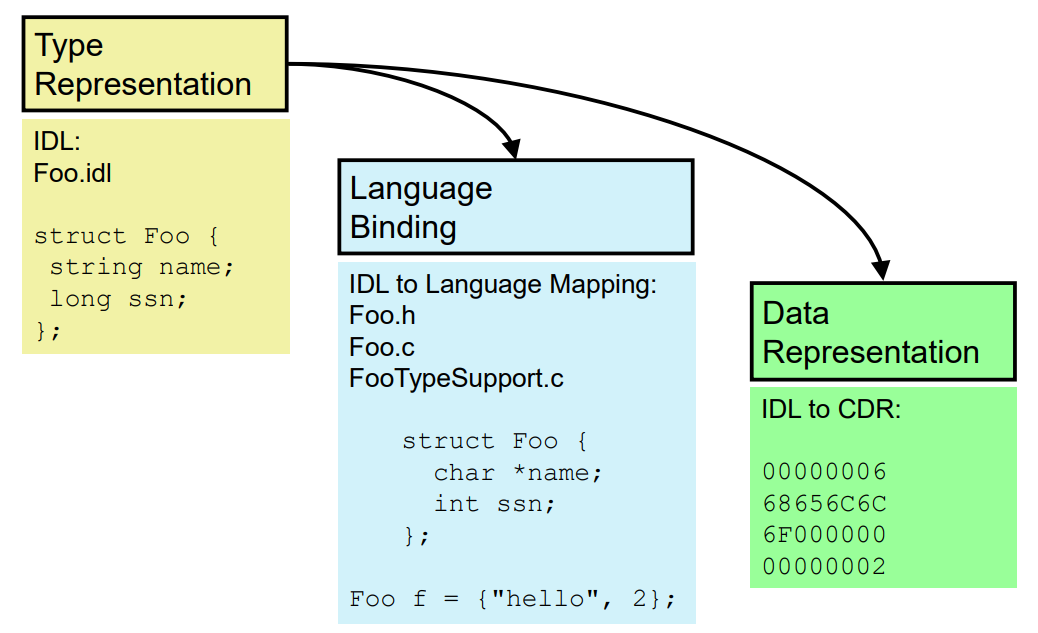 Type
Representation
IDL:
Foo.idl
struct Foo {
string name;
long ssn;
};
Language
Binding
IDL to Language Mapping:
Foo.h
Foo.c
FooTypeSupport.c
struct Foo {
char *name;
int ssn;
};
Foo f = {"hello", 2};
Data
Representation
IDL to CDR:
00000006
68656C6C
6F000000
00000002